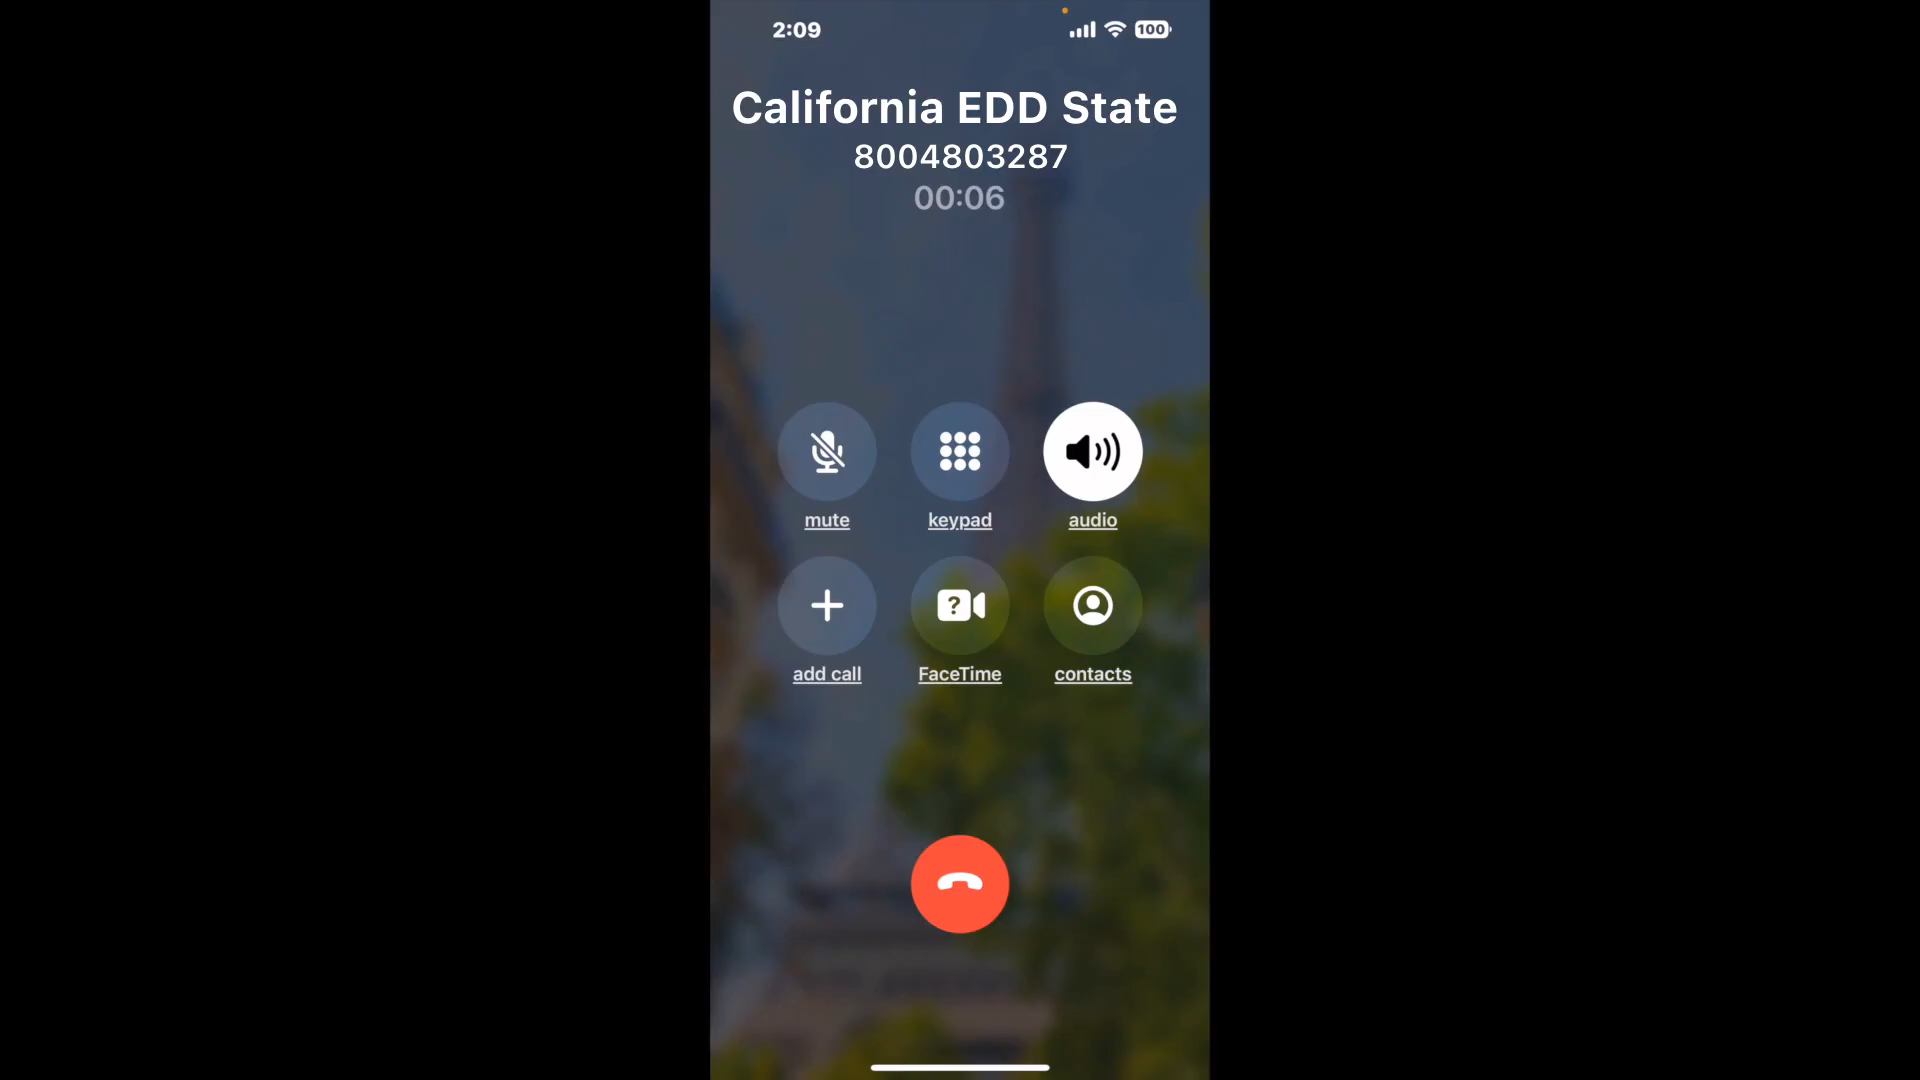 2:09
100
California EDD State
8004803287
00:06
mute
keypad
audio
?
add call
FaceTime
contacts